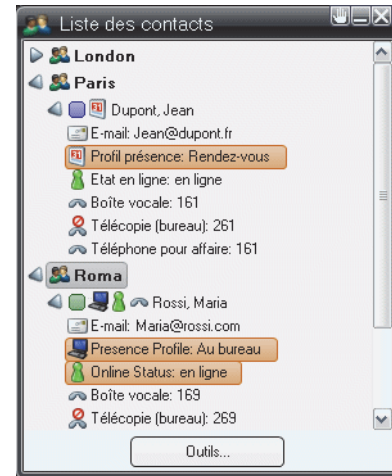 Liste des contacts
London
Paris
Dupont, Jean
E-mail: Jean@dupont.fr
Profil présence: Rendez-vous
Etat en ligne: en ligne
Boîte vocale: 161
Télécopie (bureau): 261
Téléphone pour affaire: 161
Roma
Rossi, Maria
E-mail: Maria@rossi.com
Presence Profile: Au bureau
Online Status: en ligne
Boîte vocale: 169
Télécopie (bureau): 269
Outils...